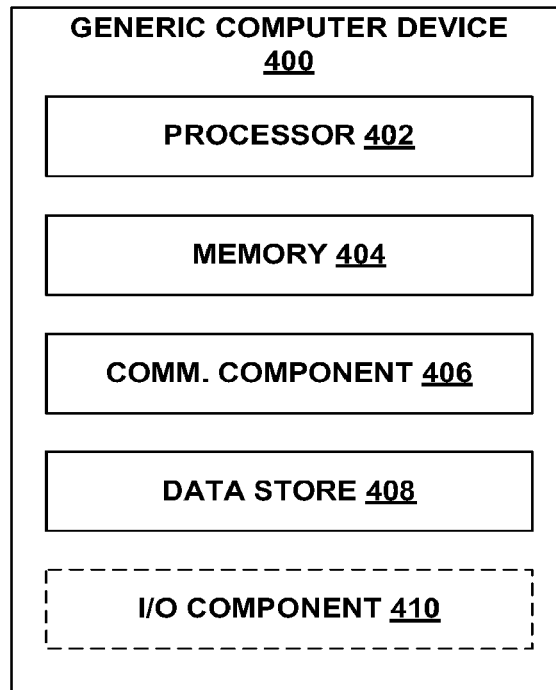 GENERIC COMPUTER DEVICE
400
PROCESSOR 402
MEMORY 404
COMM. COMPONENT 406
DATA STORE 408
I/O COMPONENT 410